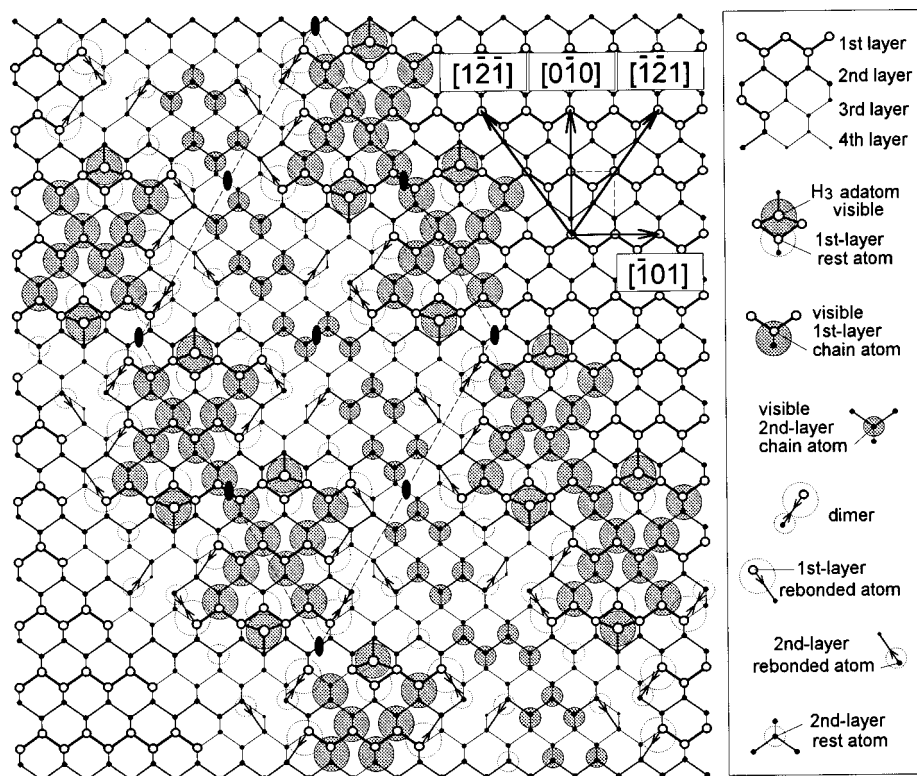 [12̄1̄] [01̄0] [1̄2̄1]
[1̄01]
1st layer
2nd layer
3rd layer
4th layer
H3 adatom
visible
1st-layer
rest atom
visible
1st-layer
chain atom
visible
2nd-layer
chain atom
dimer
1st-layer
rebonded atom
2nd-layer
rebonded atom
2nd-layer
rest atom